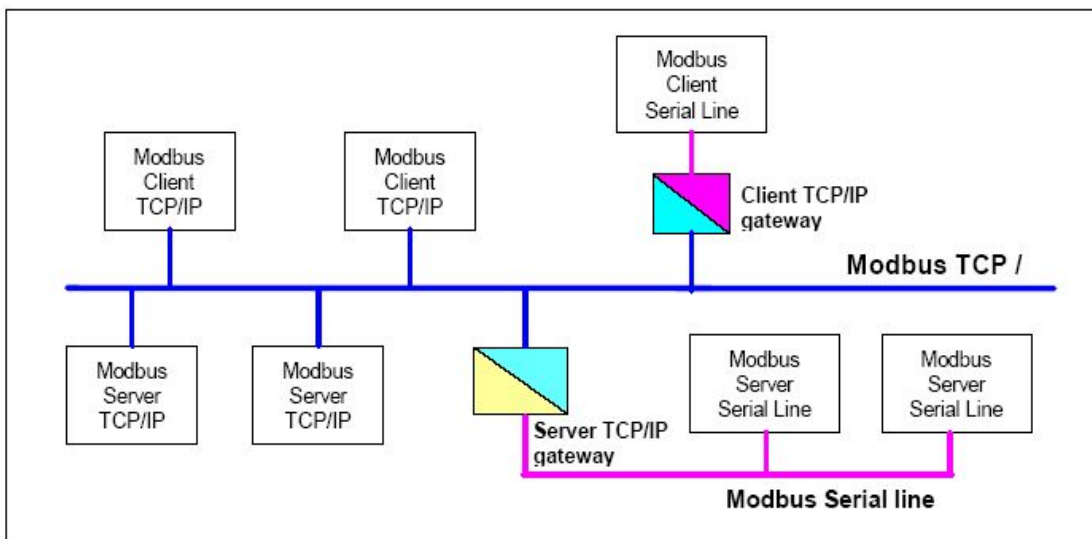 Modbus
Client
Serial Line
Modbus
Client
TCP/IP
Modbus
Client
TCP/IP
Client TCP/IP
gateway
Modbus TCP /
Modbus
Server
TCP/IP
Modbus
Server
TCP/IP
Modbus
Server
Serial Line
Modbus
Server
Serial Line
Server TCP/IP
gateway
Modbus Serial line